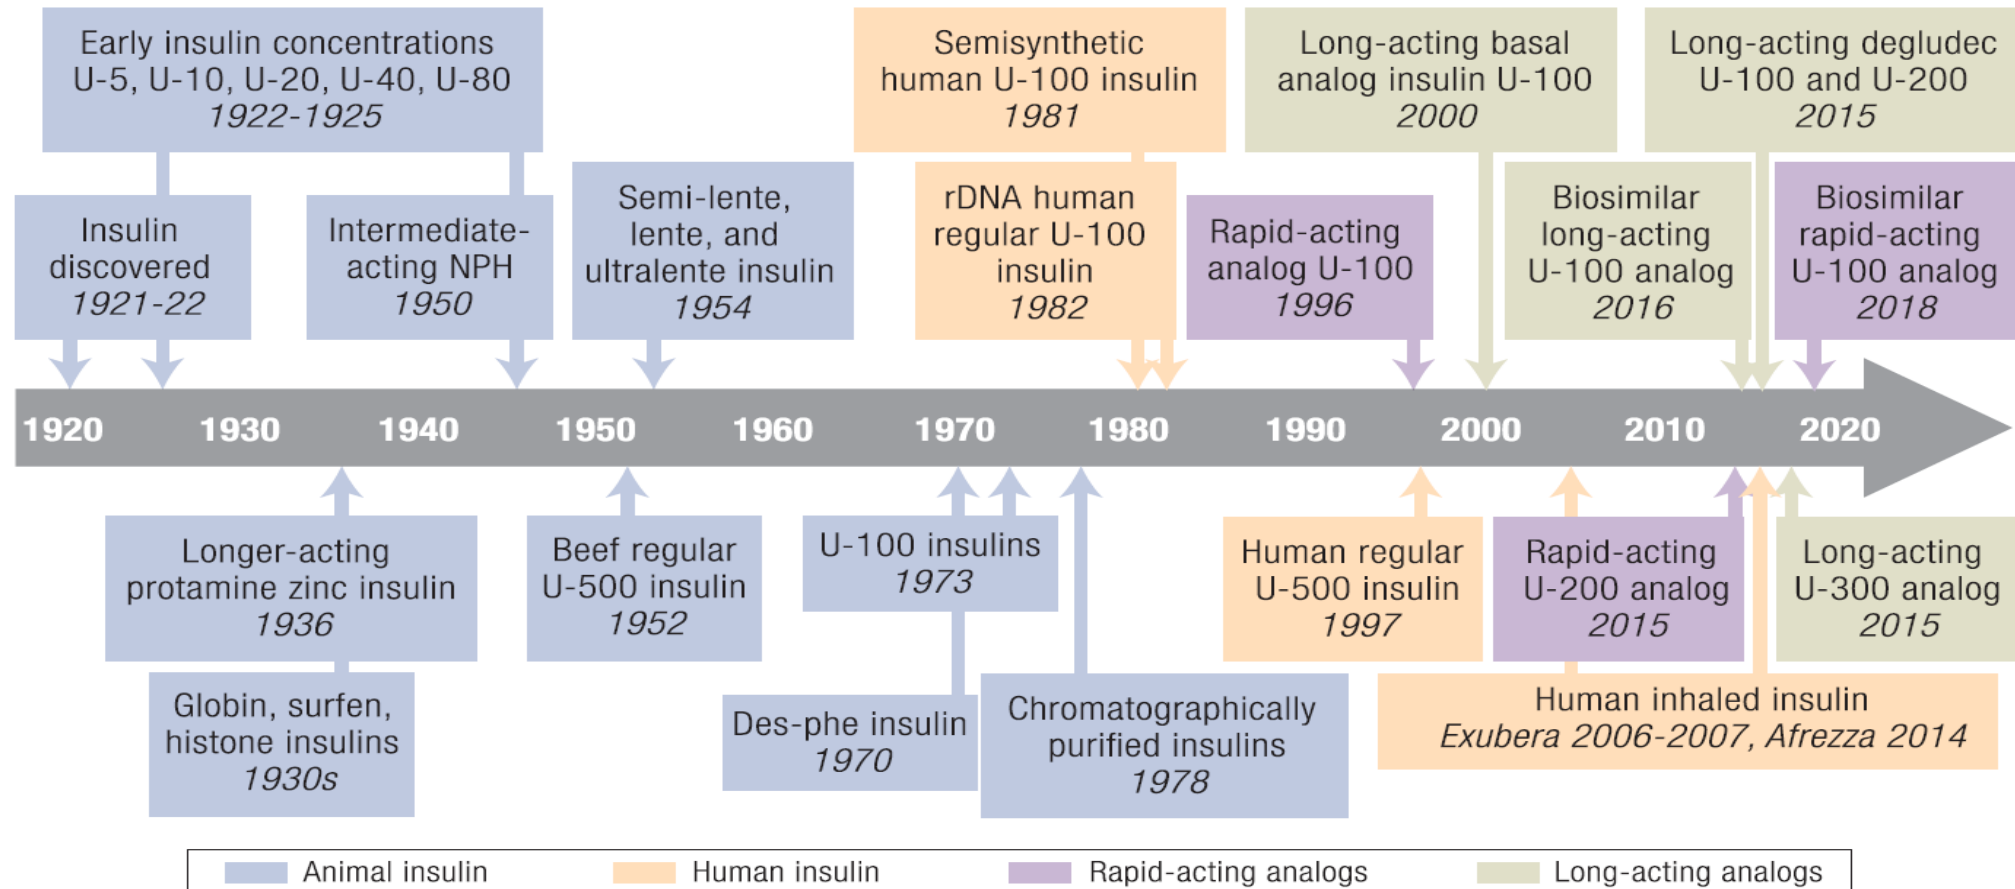 Early insulin concentrations
U-5, U-10, U-20, U-40, U-80
1922-1925
Semisynthetic
human U-100 insulin
1981
Long-acting basal
analog insulin U-100
2000
Long-acting degludec
U-100 and U-200
2015
Insulin
discovered
1921-22
Intermediate-
acting NPH
1950
Semi-lente,
lente, and
ultralente insulin
1954
rDNA human
regular U-100
insulin
1982
Rapid-acting
analog U-100
1996
Biosimilar
long-acting
U-100 analog
2016
Biosimilar
rapid-acting
U-100 analog
2018
1920 1930 1940 1950 1960 1970 1980 1990 2000 2010 2020
Longer-acting
protamine zinc insulin
1936
Beef regular
U-500 insulin
1952
U-100 insulins
1973
Human regular
U-500 insulin
1997
Rapid-acting
U-200 analog
2015
Long-acting
U-300 analog
2015
Globin, surfen,
histone insulins
1930s
Des-phe insulin
1970
Chromatographically
purified insulins
1978
Human inhaled insulin
Exubera 2006-2007, Afrezza 2014
Animal insulin Human insulin Rapid-acting analogs Long-acting analogs